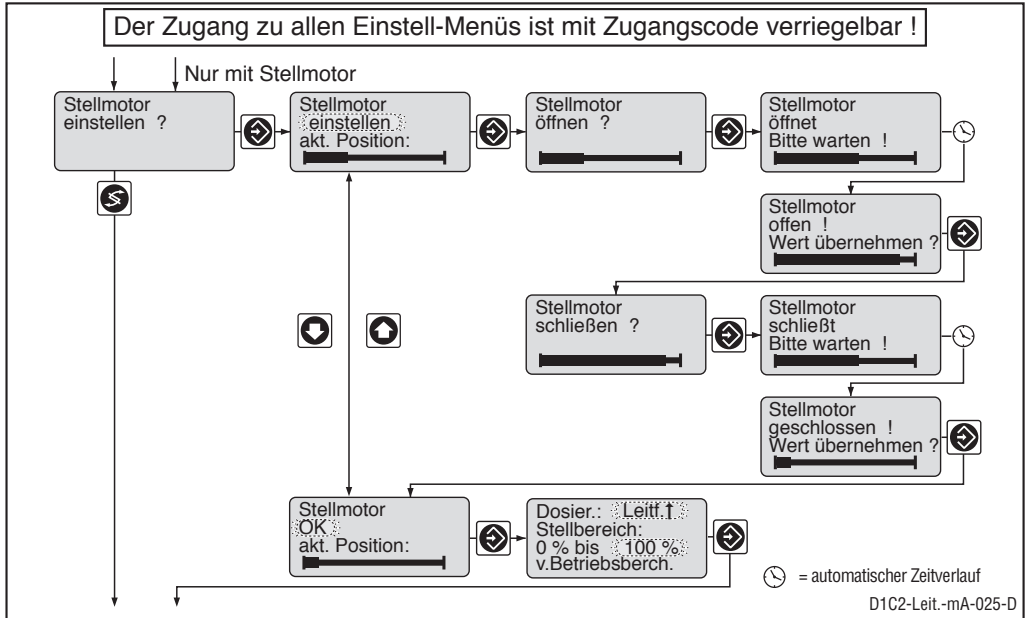 Der Zugang zu allen Einstell-Menüs ist mit Zugangscode verriegelbar !
Nur mit Stellmotor
Stellmotor
einstellen ?
Stellmotor
einstellen
akt. Position:
Stellmotor
öffnen ?
Stellmotor
öffnet
Bitte warten !
Stellmotor
offen !
Wert übernehmen ?
Stellmotor
schließen ?
Stellmotor
schließt
Bitte warten !
Stellmotor
geschlossen !
Wert übernehmen ?
Stellmotor
OK
akt. Position:
Dosier.: Leitf.↑
Stellbereich:
0 % bis 100 %
v.Betriebsberch.
= automatischer Zeitverlauf
D1C2-Leit.-mA-025-D